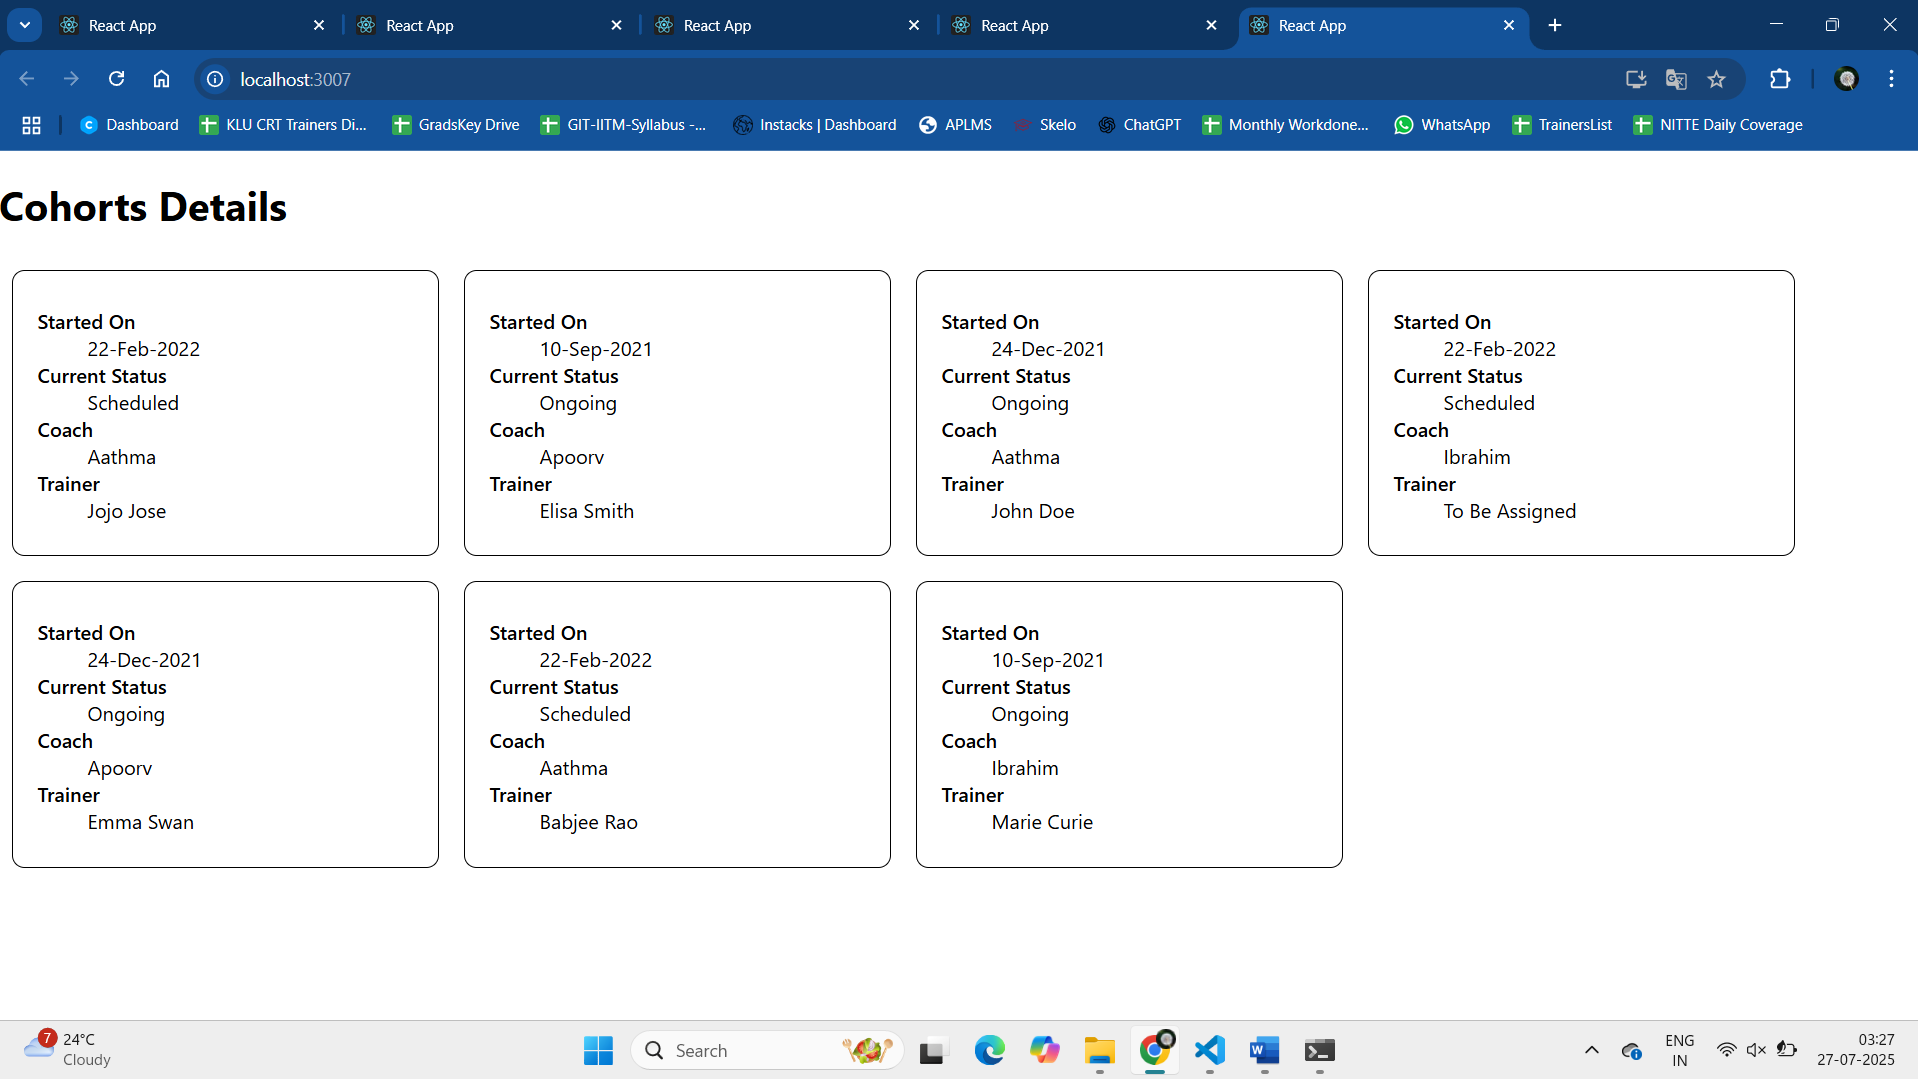 React App
React App
React App
React App
React App
localhost:3007
Dashboard
KLU CRT Trainers Di...
GradsKey Drive
GIT-IITM-Syllabus -...
Instacks | Dashboard
APLMS
Skelo
ChatGPT
Monthly Workdone...
WhatsApp
TrainersList
NITTE Daily Coverage
Cohorts Details
Started On
22-Feb-2022
Current Status
Scheduled
Coach
Aathma
Trainer
Jojo Jose
Started On
10-Sep-2021
Current Status
Ongoing
Coach
Apoorv
Trainer
Elisa Smith
Started On
24-Dec-2021
Current Status
Ongoing
Coach
Aathma
Trainer
John Doe
Started On
22-Feb-2022
Current Status
Scheduled
Coach
Ibrahim
Trainer
To Be Assigned
Started On
24-Dec-2021
Current Status
Ongoing
Coach
Apoorv
Trainer
Emma Swan
Started On
22-Feb-2022
Current Status
Scheduled
Coach
Aathma
Trainer
Babjee Rao
Started On
10-Sep-2021
Current Status
Ongoing
Coach
Ibrahim
Trainer
Marie Curie
7
24°C
Cloudy
Search
ENG
IN
03:27
27-07-2025